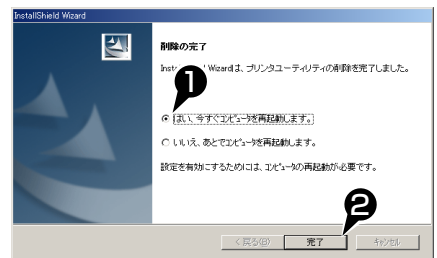 InstallShield Wizard
削除の完了
Wizardは、プリンタユーティリティの削除を完了しました。
1
はい、今すぐコンピュータを再起動します。
いいえ、あとでコンピュータを再起動します。
設定を有効にするためには、コンピュータの再起動が必要です。
2
< 戻る(B) 完了 キャンセル